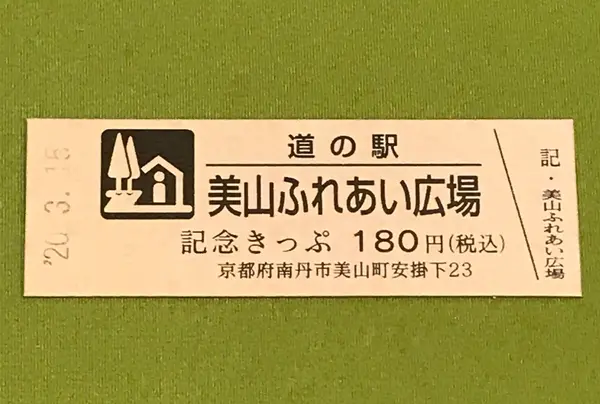 '20. 3. 15
道の駅
美山ふれあい広場
記念きっぷ 180円(税込)
京都府南丹市美山町安掛下23
記・美山ふれあい広場